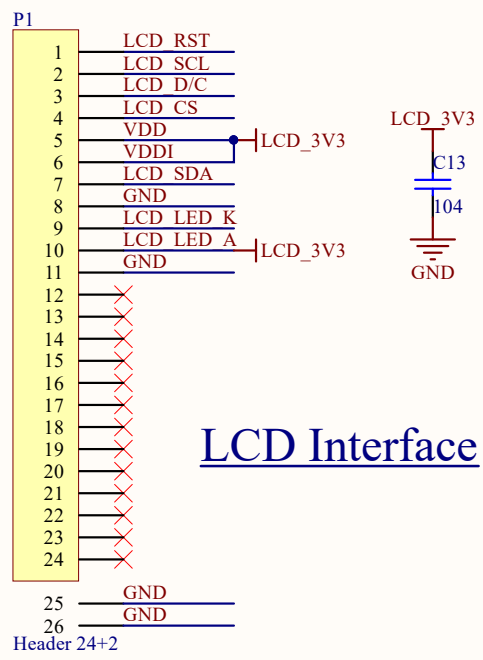 P1
1 LCD_RST
2 LCD_SCL
3 LCD_D/C
4 LCD_CS
5 VDD LCD_3V3
6 VDDI
7 LCD_SDA
8 GND
9 LCD_LED_K
10 LCD_LED_A LCD_3V3
11 GND
12
13
14
15
16
17
18
19
20
21
22
23
24
25 GND
26 GND
Header 24+2
LCD_3V3
C13
104
GND
LCD Interface